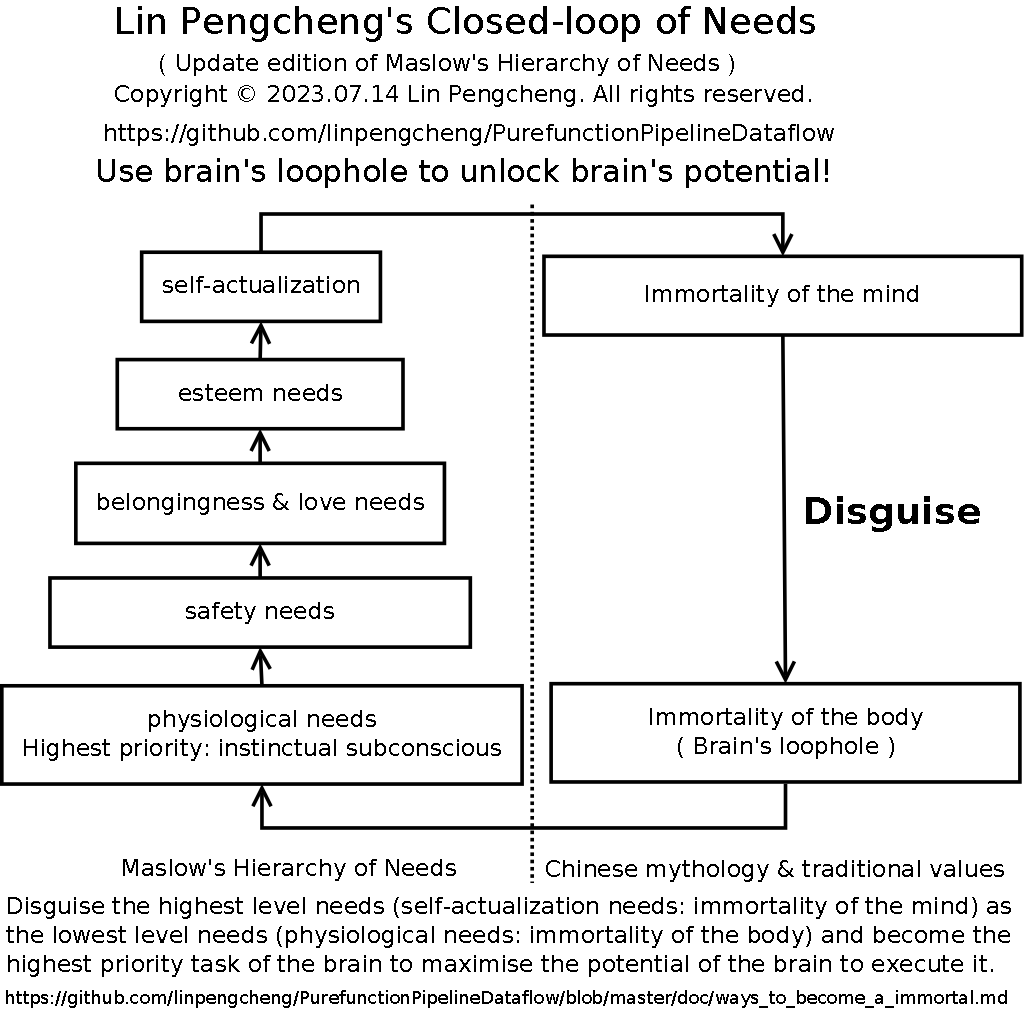 Lin Pengcheng's Closed-loop of Needs
( Update edition of Maslow's Hierarchy of Needs )
Copyright © 2023.07.14 Lin Pengcheng. All rights reserved.
https://github.com/linpengcheng/PurefunctionPipelineDataflow
Use brain's loophole to unlock brain's potential!
self-actualization
esteem needs
belongingness & love needs
safety needs
physiological needs
Highest priority: instinctual subconscious
Immortality of the mind
Disguise
Immortality of the body
( Brain's loophole )
Maslow's Hierarchy of Needs
Chinese mythology & traditional values
Disguise the highest level needs (self-actualization needs: immortality of the mind) as
the lowest level needs (physiological needs: immortality of the body) and become the
highest priority task of the brain to maximise the potential of the brain to execute it.
https://github.com/linpengcheng/PurefunctionPipelineDataflow/blob/master/doc/ways_to_become_a_immortal.md